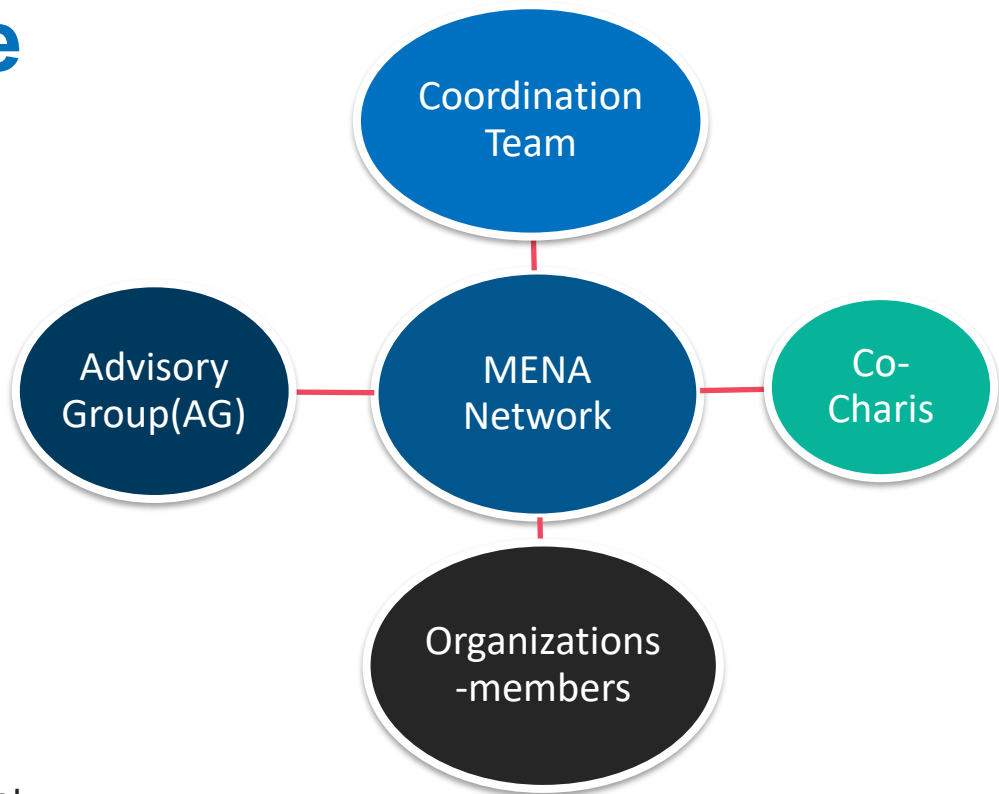 e
Coordination
Team
Advisory
Group(AG)
MENA
Network
Co-
Charis
Organizations
-members